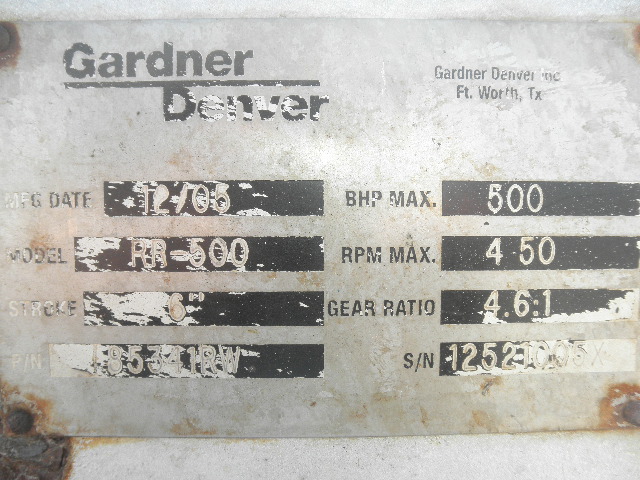 Gardner
Denver
Gardner Denver Inc
Ft. Worth, Tx
MFG DATE 12/05 BHP MAX. 500
MODEL RR-500 RPM MAX. 450
STROKE 6" GEAR RATIO 4.6:1
P/N S/N